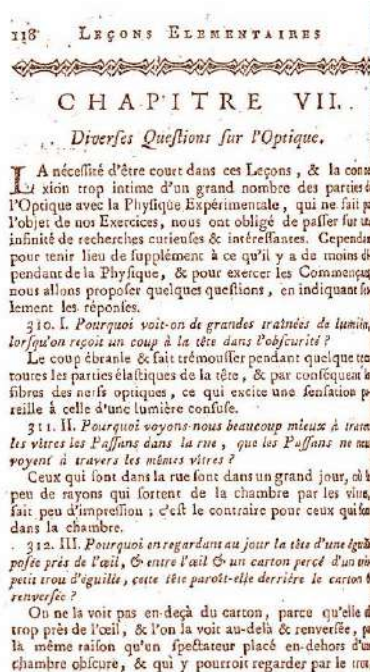 118 LEÇONS ELEMENTAIRES
CHAPITRE VII.
Diverses Questions sur l'Optique.
LA nécessité d'être court dans ces Leçons, & la
xion trop intime d'un grand nombre des parties
l'Optique avec la Physique Expérimentale, qui ne fait
l'objet de nos Exercices, nous ont obligé de passer sur
infinité de recherches curieuses & intéressantes.
pour tenir lieu de supplément à ce qu'il y a de moins
pendant de la Physique, & pour exercer les
nous allons proposer quelques questions, en indiquant
lement les réponses.
310. I. Pourquoi voit-on de grandes traînées de lumière,
lorsqu'on reçoit un coup à la tête dans l'obscurité ?
Le coup ébranle & fait trémousser pendant quelque
toutes les parties élastiques de la tête, & par conséquent
fibres des nerfs optiques, ce qui excite une sensation
reille à celle d'une lumière confuse.
311. II. Pourquoi voyons-nous beaucoup mieux à
les vitres les Passans dans la rue, que les Passans ne
voyent à travers les mêmes vitres ?
Ceux qui sont dans la rue sont dans un grand jour, où
peu de rayons qui sortent de la chambre par les
fait peu d'impression ; c'est le contraire pour ceux qui
dans la chambre.
312. III. Pourquoi en regardant au jour la tête d'une
posée près de l'œil, & entre l'œil & un carton percé d'un
petit trou d'éguille, cette tête paroît-elle derrière le carton &
renversée ?
On ne la voit pas en-deçà du carton, parce qu'elle
trop près de l'œil, & l'on la voit au-delà & renversée,
la même raison qu'un spectateur placé en-dehors
chambre obscure, & qui y pourroit regarder par le trou